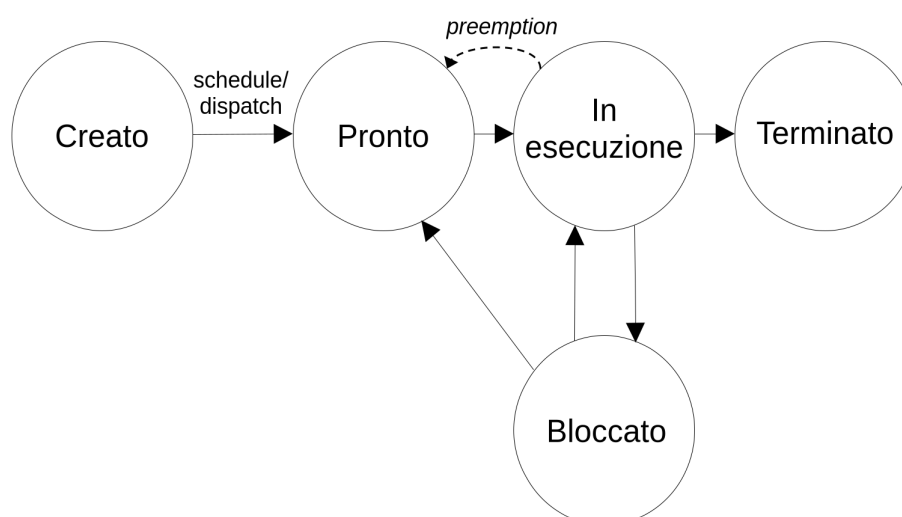 preemption
schedule/
dispatch
Creato
Pronto
In
esecuzione
Terminato
Bloccato